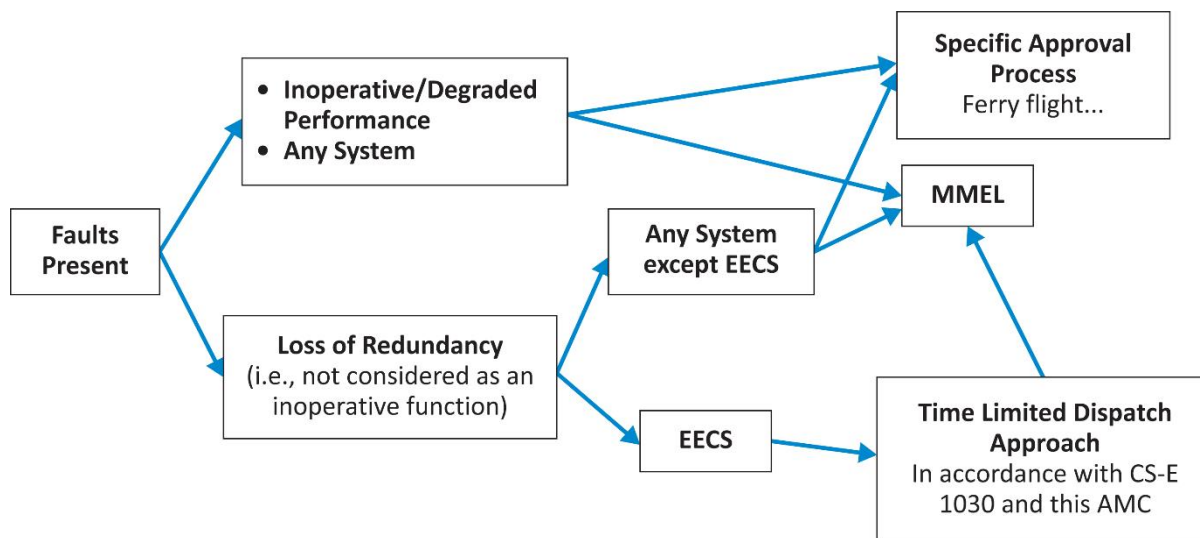 Faults
Present
• Inoperative/Degraded
Performance
• Any System
Loss of Redundancy
(i.e., not considered as an
inoperative function)
Any System
except EECS
EECS
Specific Approval
Process
Ferry flight...
MMEL
Time Limited Dispatch
Approach
In accordance with CS-E
1030 and this AMC